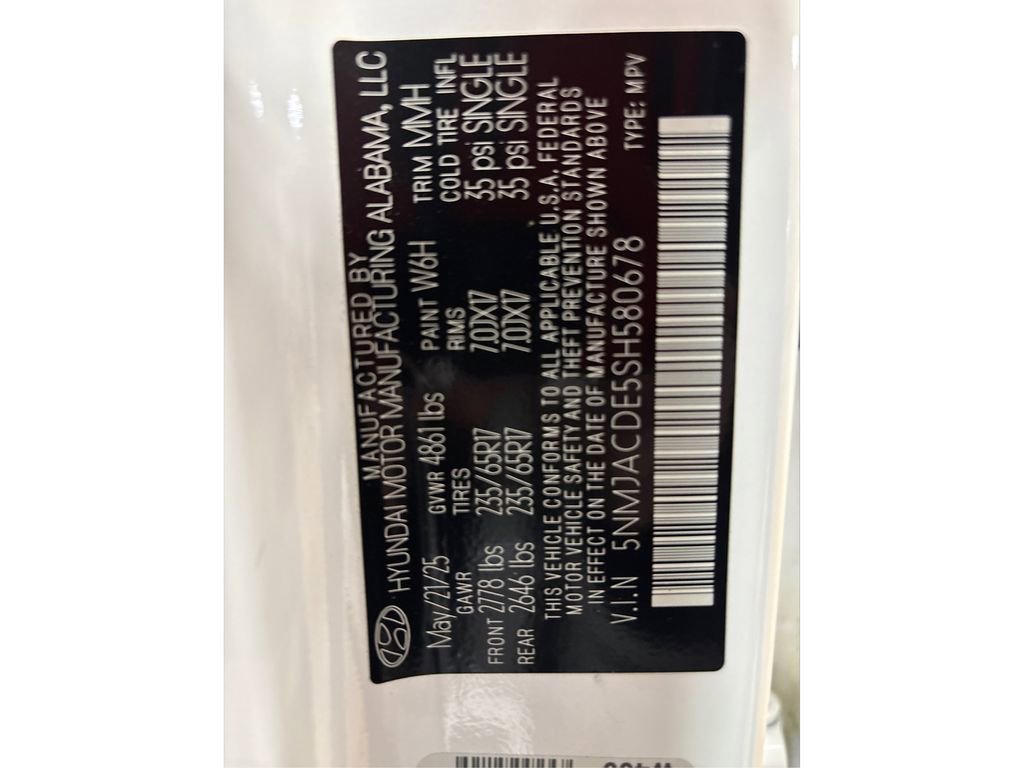 MANUFACTURED BY
HYUNDAI MOTOR MANUFACTURING ALABAMA, LLC
May/21/25 GVWR 4861 lbs PAINT W6H TRIM MMH
GAWR TIRES RIMS COLD TIRE INFL
FRONT 2778 lbs 235/65R17 7.0JX17 35 psi SINGLE
REAR 2646 lbs 235/65R17 7.0JX17 35 psi SINGLE
THIS VEHICLE CONFORMS TO ALL APPLICABLE U.S.A. FEDERAL
MOTOR VEHICLE SAFETY AND THEFT PREVENTION STANDARDS
IN EFFECT ON THE DATE OF MANUFACTURE SHOWN ABOVE
V.I.N 5NMJACDE5SH580678 TYPE: MPV